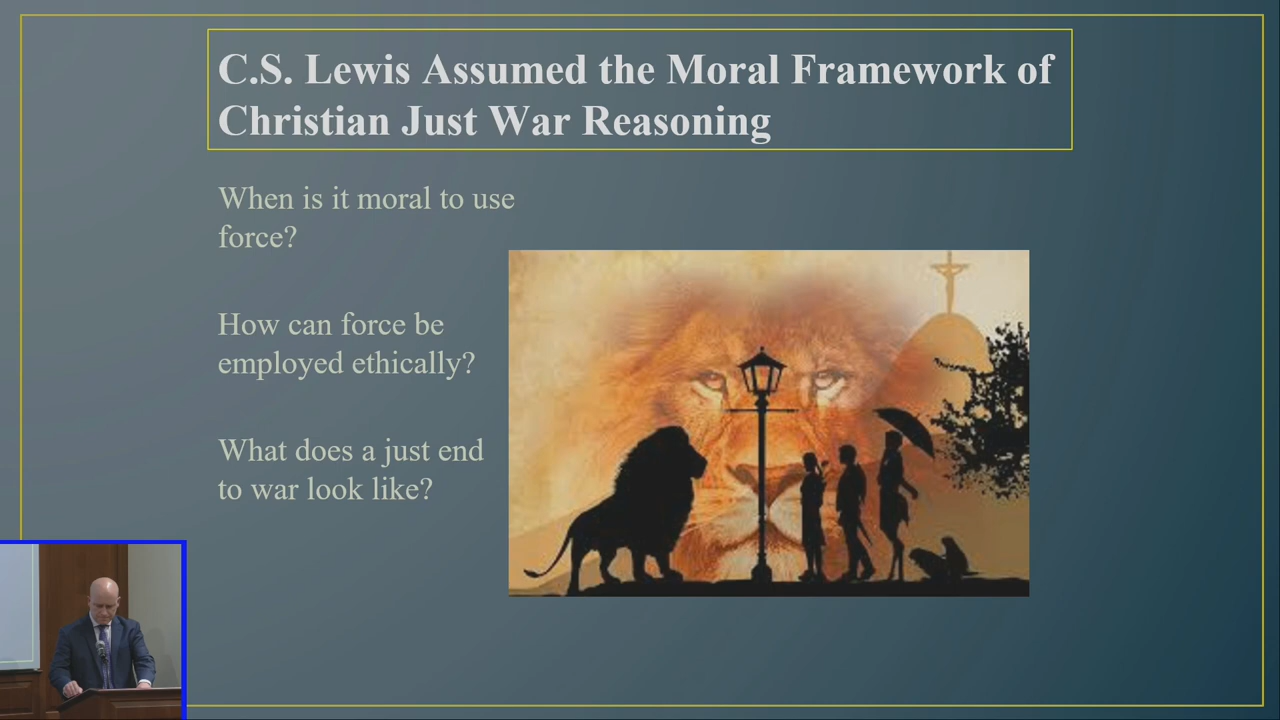 C.S. Lewis Assumed the Moral Framework of
Christian Just War Reasoning
When is it moral to use
force?
How can force be
employed ethically?
What does a just end
to war look like?